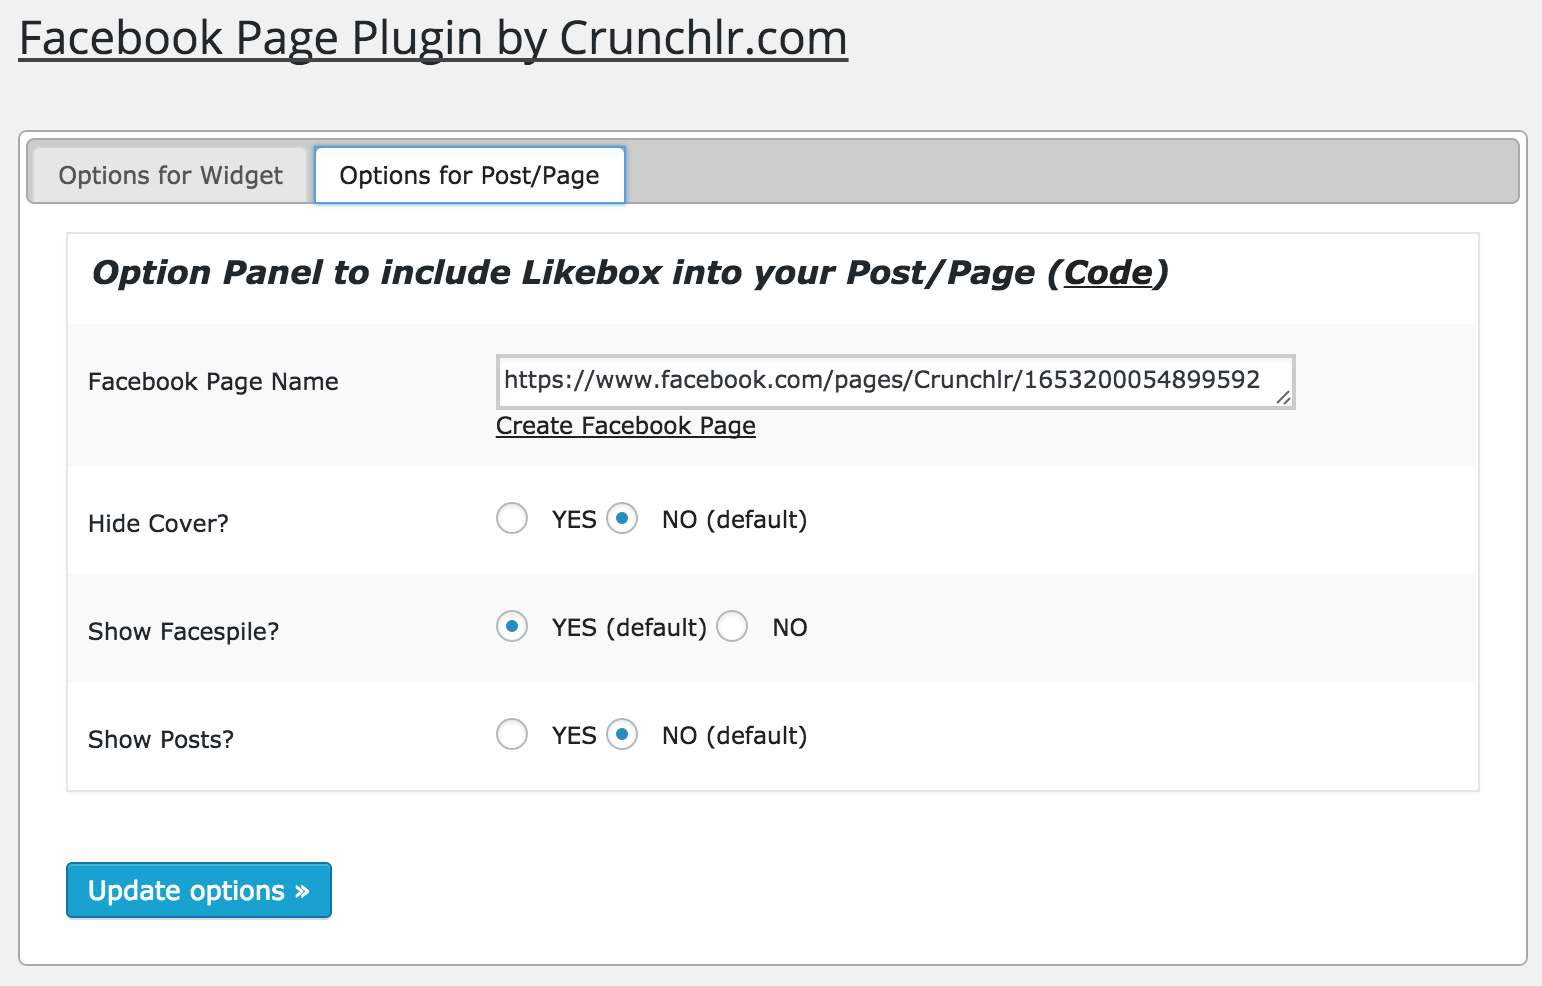 Facebook Page Plugin by Crunchlr.com
Options for Widget Options for Post/Page
Option Panel to include Likebox into your Post/Page (Code)
Facebook Page Name https://www.facebook.com/pages/Crunchlr/1653200054899592
Create Facebook Page
Hide Cover? YES NO (default)
Show Facespile? YES (default) NO
Show Posts? YES NO (default)
Update options »